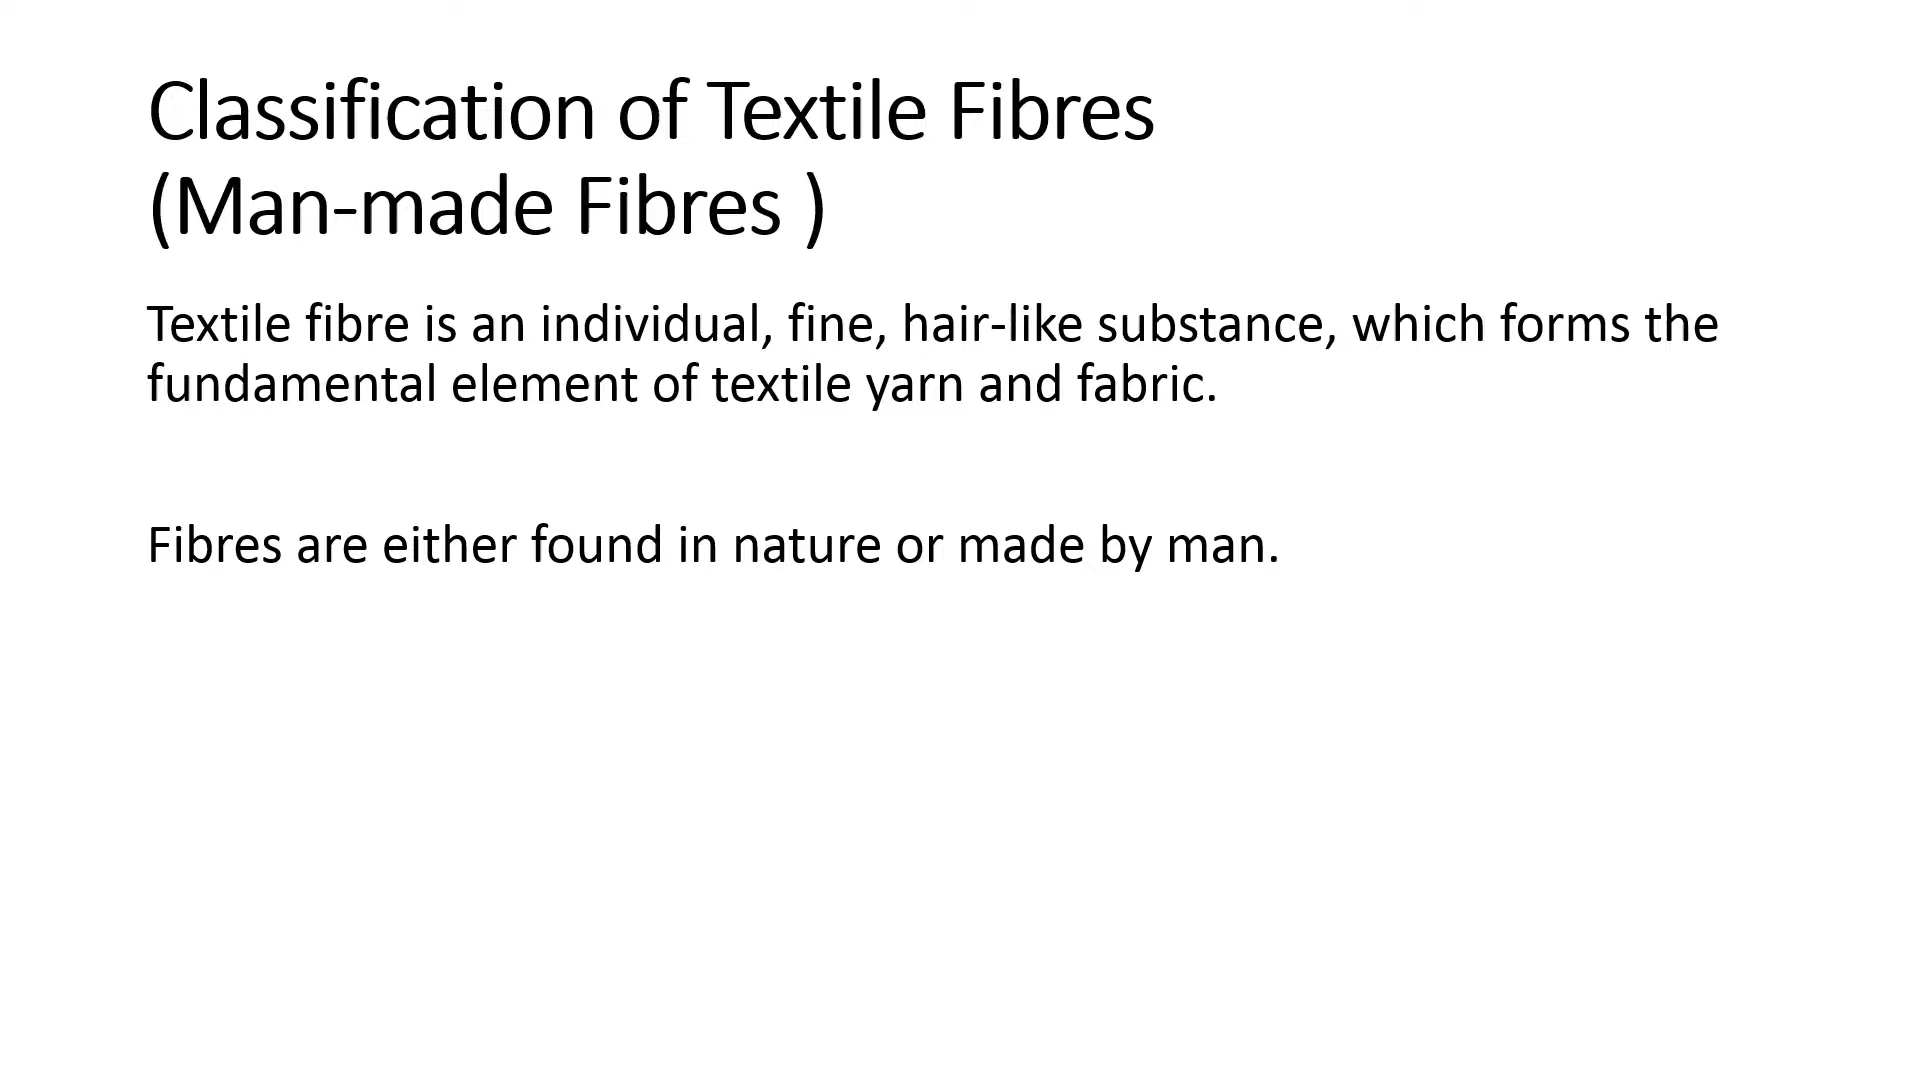 Classification of Textile Fibres
(Man-made Fibres )
Textile fibre is an individual, fine, hair-like substance, which forms the
fundamental element of textile yarn and fabric.
Fibres are either found in nature or made by man.